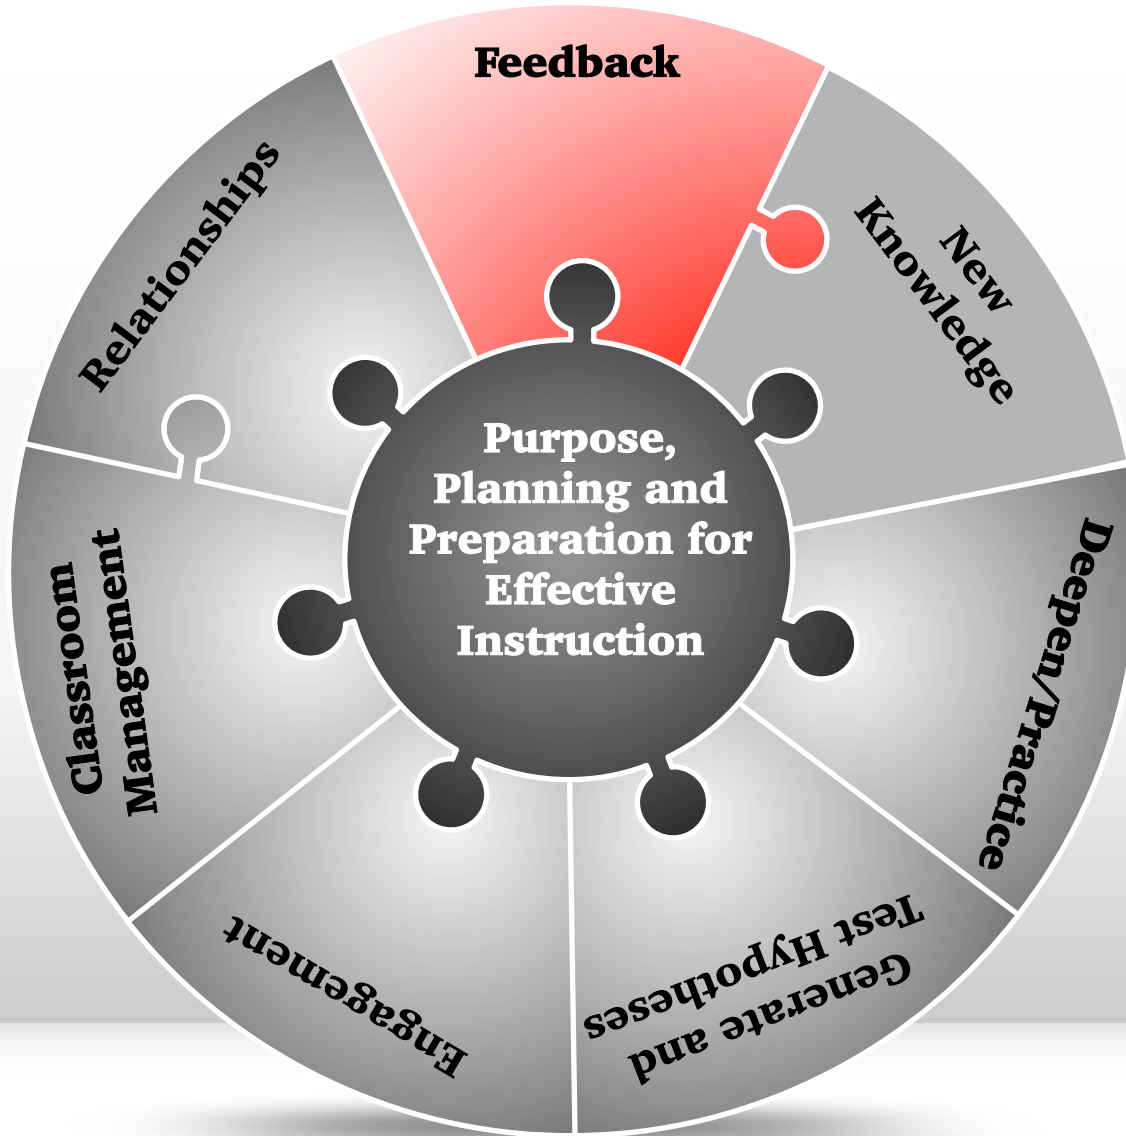 Feedback
New
Knowledge
Deepen/Practice
Generate and
Test Hypotheses
Engagement
Classroom
Management
Relationships
Purpose,
Planning and
Preparation for
Effective
Instruction